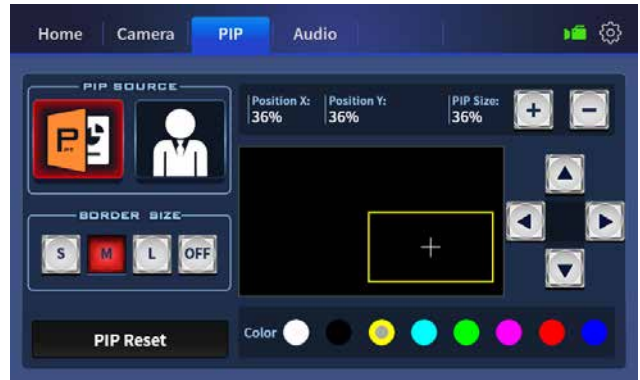 Home Camera PIP Audio
PIP SOURCE
P
PPT
Position X: Position Y: PIP Size:
36% 36% 36%
+ -
BORDER SIZE
S M L OFF
PIP Reset
Color